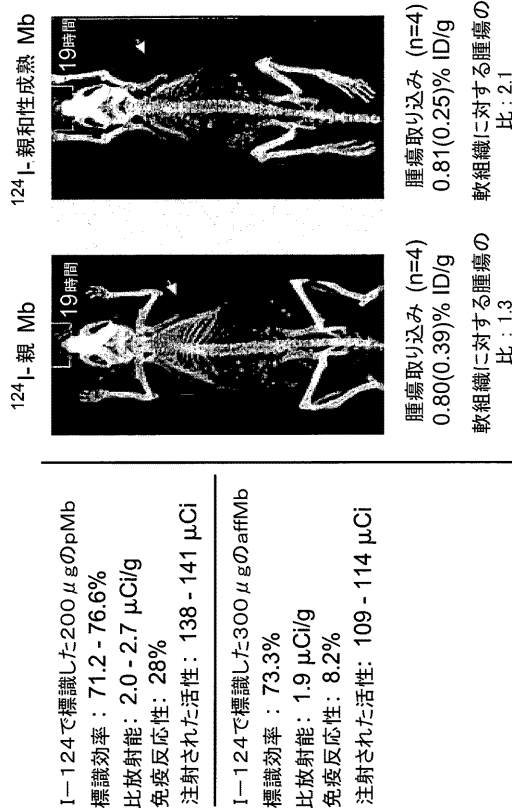 I−124で標識した200μgのpMb
標識効率：71.2 - 76.6%
比放射能：2.0 - 2.7 μCi/g
免疫反応性：28%
注射された活性：138 - 141 μCi
I−124で標識した300μgのaffMb
標識効率：73.3%
比放射能：1.9 μCi/g
免疫反応性：8.2%
注射された活性：109 - 114 μCi
124I-親 Mb
19時間
腫瘍取り込み (n=4)
0.80(0.39)% ID/g
軟組織に対する腫瘍の
比：1.3
124I-親和性成熟 Mb
19時間
腫瘍取り込み (n=4)
0.81(0.25)% ID/g
軟組織に対する腫瘍の
比：2.1